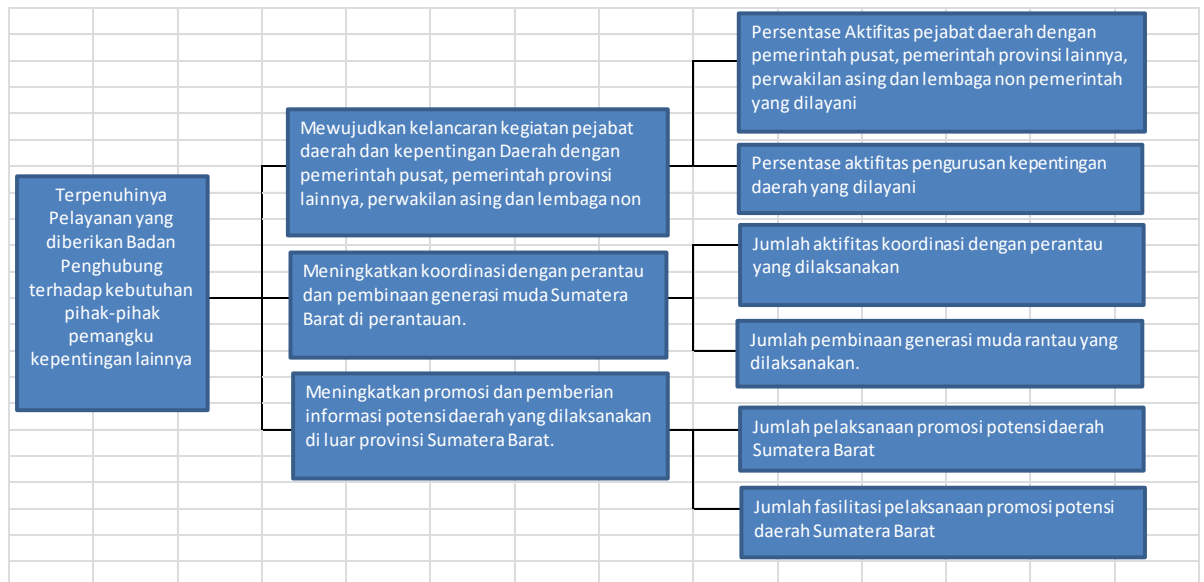 Terpenuhinya
Pelayanan yang
diberikan Badan
Penghubung
terhadap kebutuhan
pihak-pihak
pemangku
kepentingan lainnya
Mewujudkan kelancaran kegiatan pejabat
daerah dan kepentingan Daerah dengan
pemerintah pusat, pemerintah provinsi
lainnya, perwakilan asing dan lembaga non
Meningkatkan koordinasi dengan perantau
dan pembinaan generasi muda Sumatera
Barat di perantauan.
Meningkatkan promosi dan pemberian
informasi potensi daerah yang dilaksanakan
di luar provinsi Sumatera Barat.
Persentase Aktifitas pejabat daerah dengan
pemerintah pusat, pemerintah provinsi lainnya,
perwakilan asing dan lembaga non pemerintah
yang dilayani
Persentase aktifitas pengurusan kepentingan
daerah yang dilayani
Jumlah aktifitas koordinasi dengan perantau
yang dilaksanakan
Jumlah pembinaan generasi muda rantau yang
dilaksanakan.
Jumlah pelaksanaan promosi potensi daerah
Sumatera Barat
Jumlah fasilitasi pelaksanaan promosi potensi
daerah Sumatera Barat